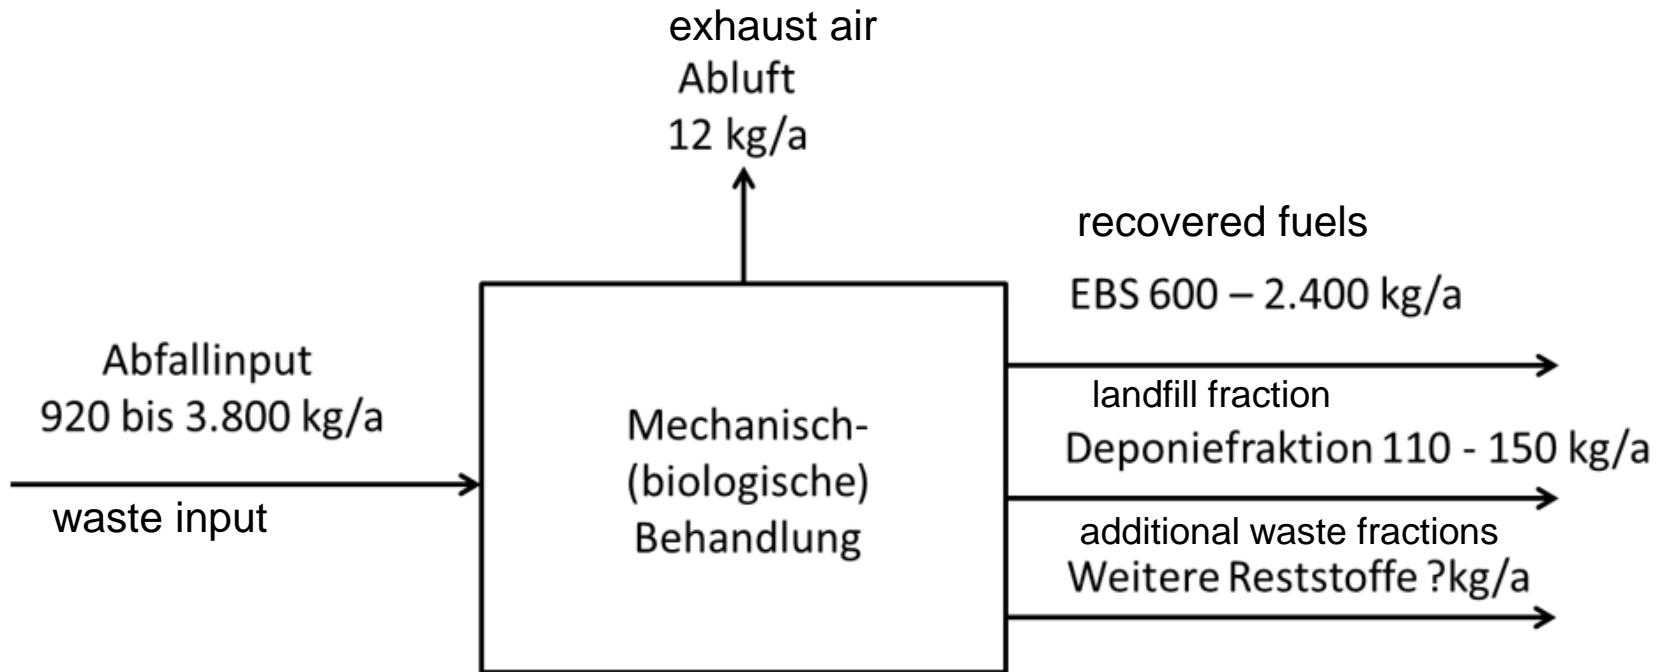 exhaust air
Abluft
12 kg/a
Abfallinput
920 bis 3.800 kg/a
waste input
Mechanisch-
(biologische)
Behandlung
recovered fuels
EBS 600 – 2.400 kg/a
landfill fraction
Deponiefraktion 110 - 150 kg/a
additional waste fractions
Weitere Reststoffe ?kg/a